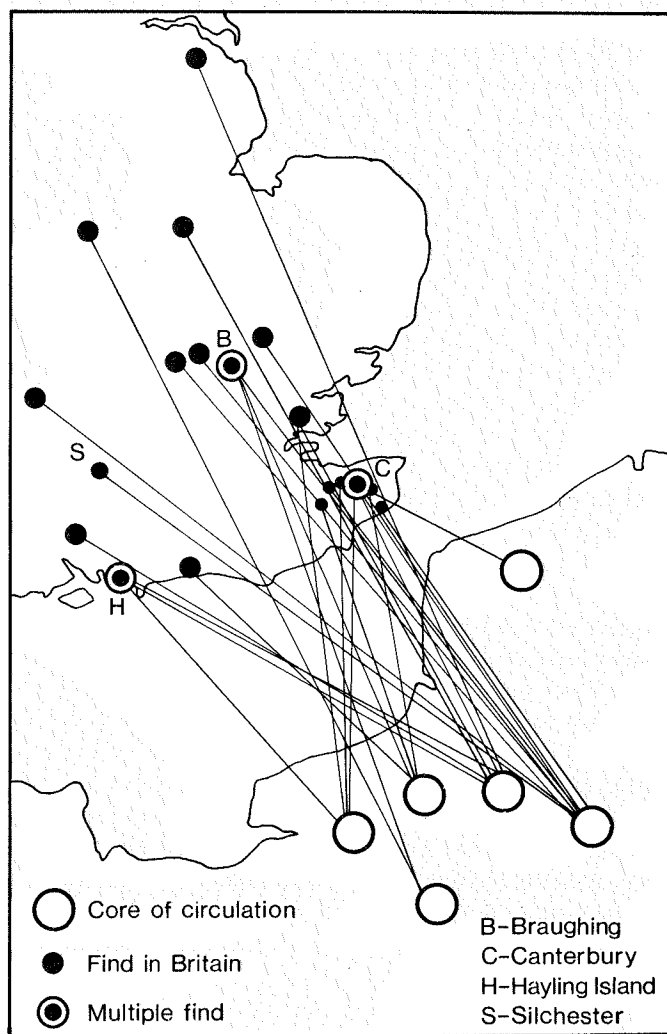 B
S
C
H
Core of circulation
Find in Britain
Multiple find
B–Braughing
C–Canterbury
H–Hayling Island
S–Silchester